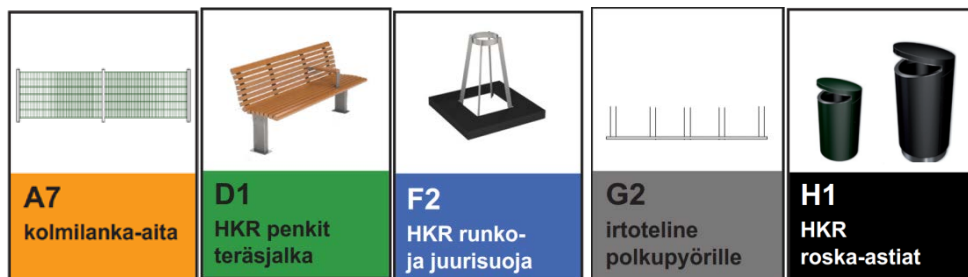 A7
kolmilanka-aita
D1
HKR penkit
teräsjalka
F2
HKR runko-
ja juurisuoja
G2
irtoteline
polkupyörille
H1
HKR
roska-astiat